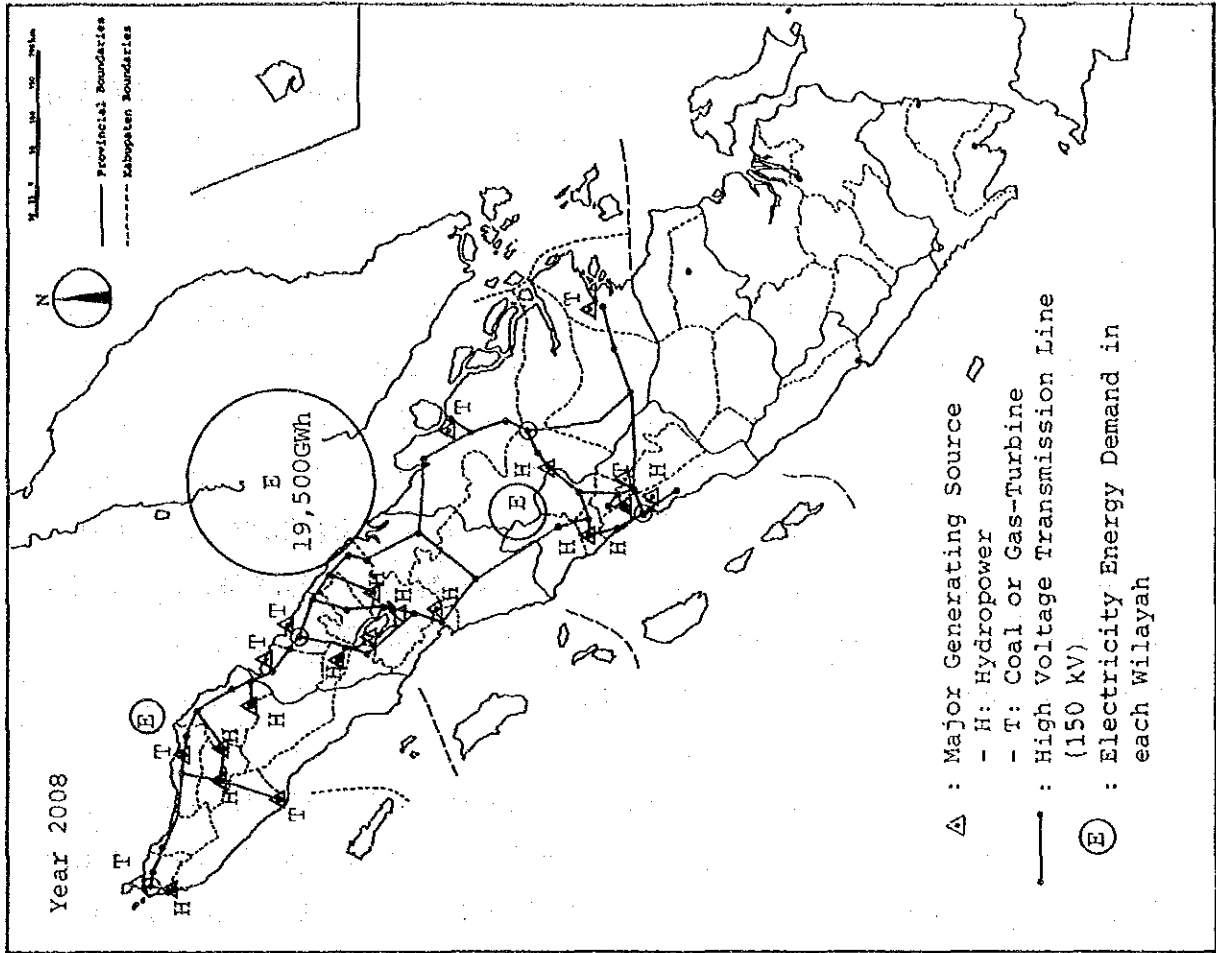 Year 2008
N
Provincial Boundaries
Kabupaten Boundaries
T
H
T
H
H
T
E
H
T
T
H
H
H
H
E
19,500GWh
T
H
E
H
H
T
H
T
: Major Generating Source
- H: Hydropower
- T: Coal or Gas-Turbine
: High Voltage Transmission Line
(150 kV)
E : Electricity Energy Demand in
each Wilayah